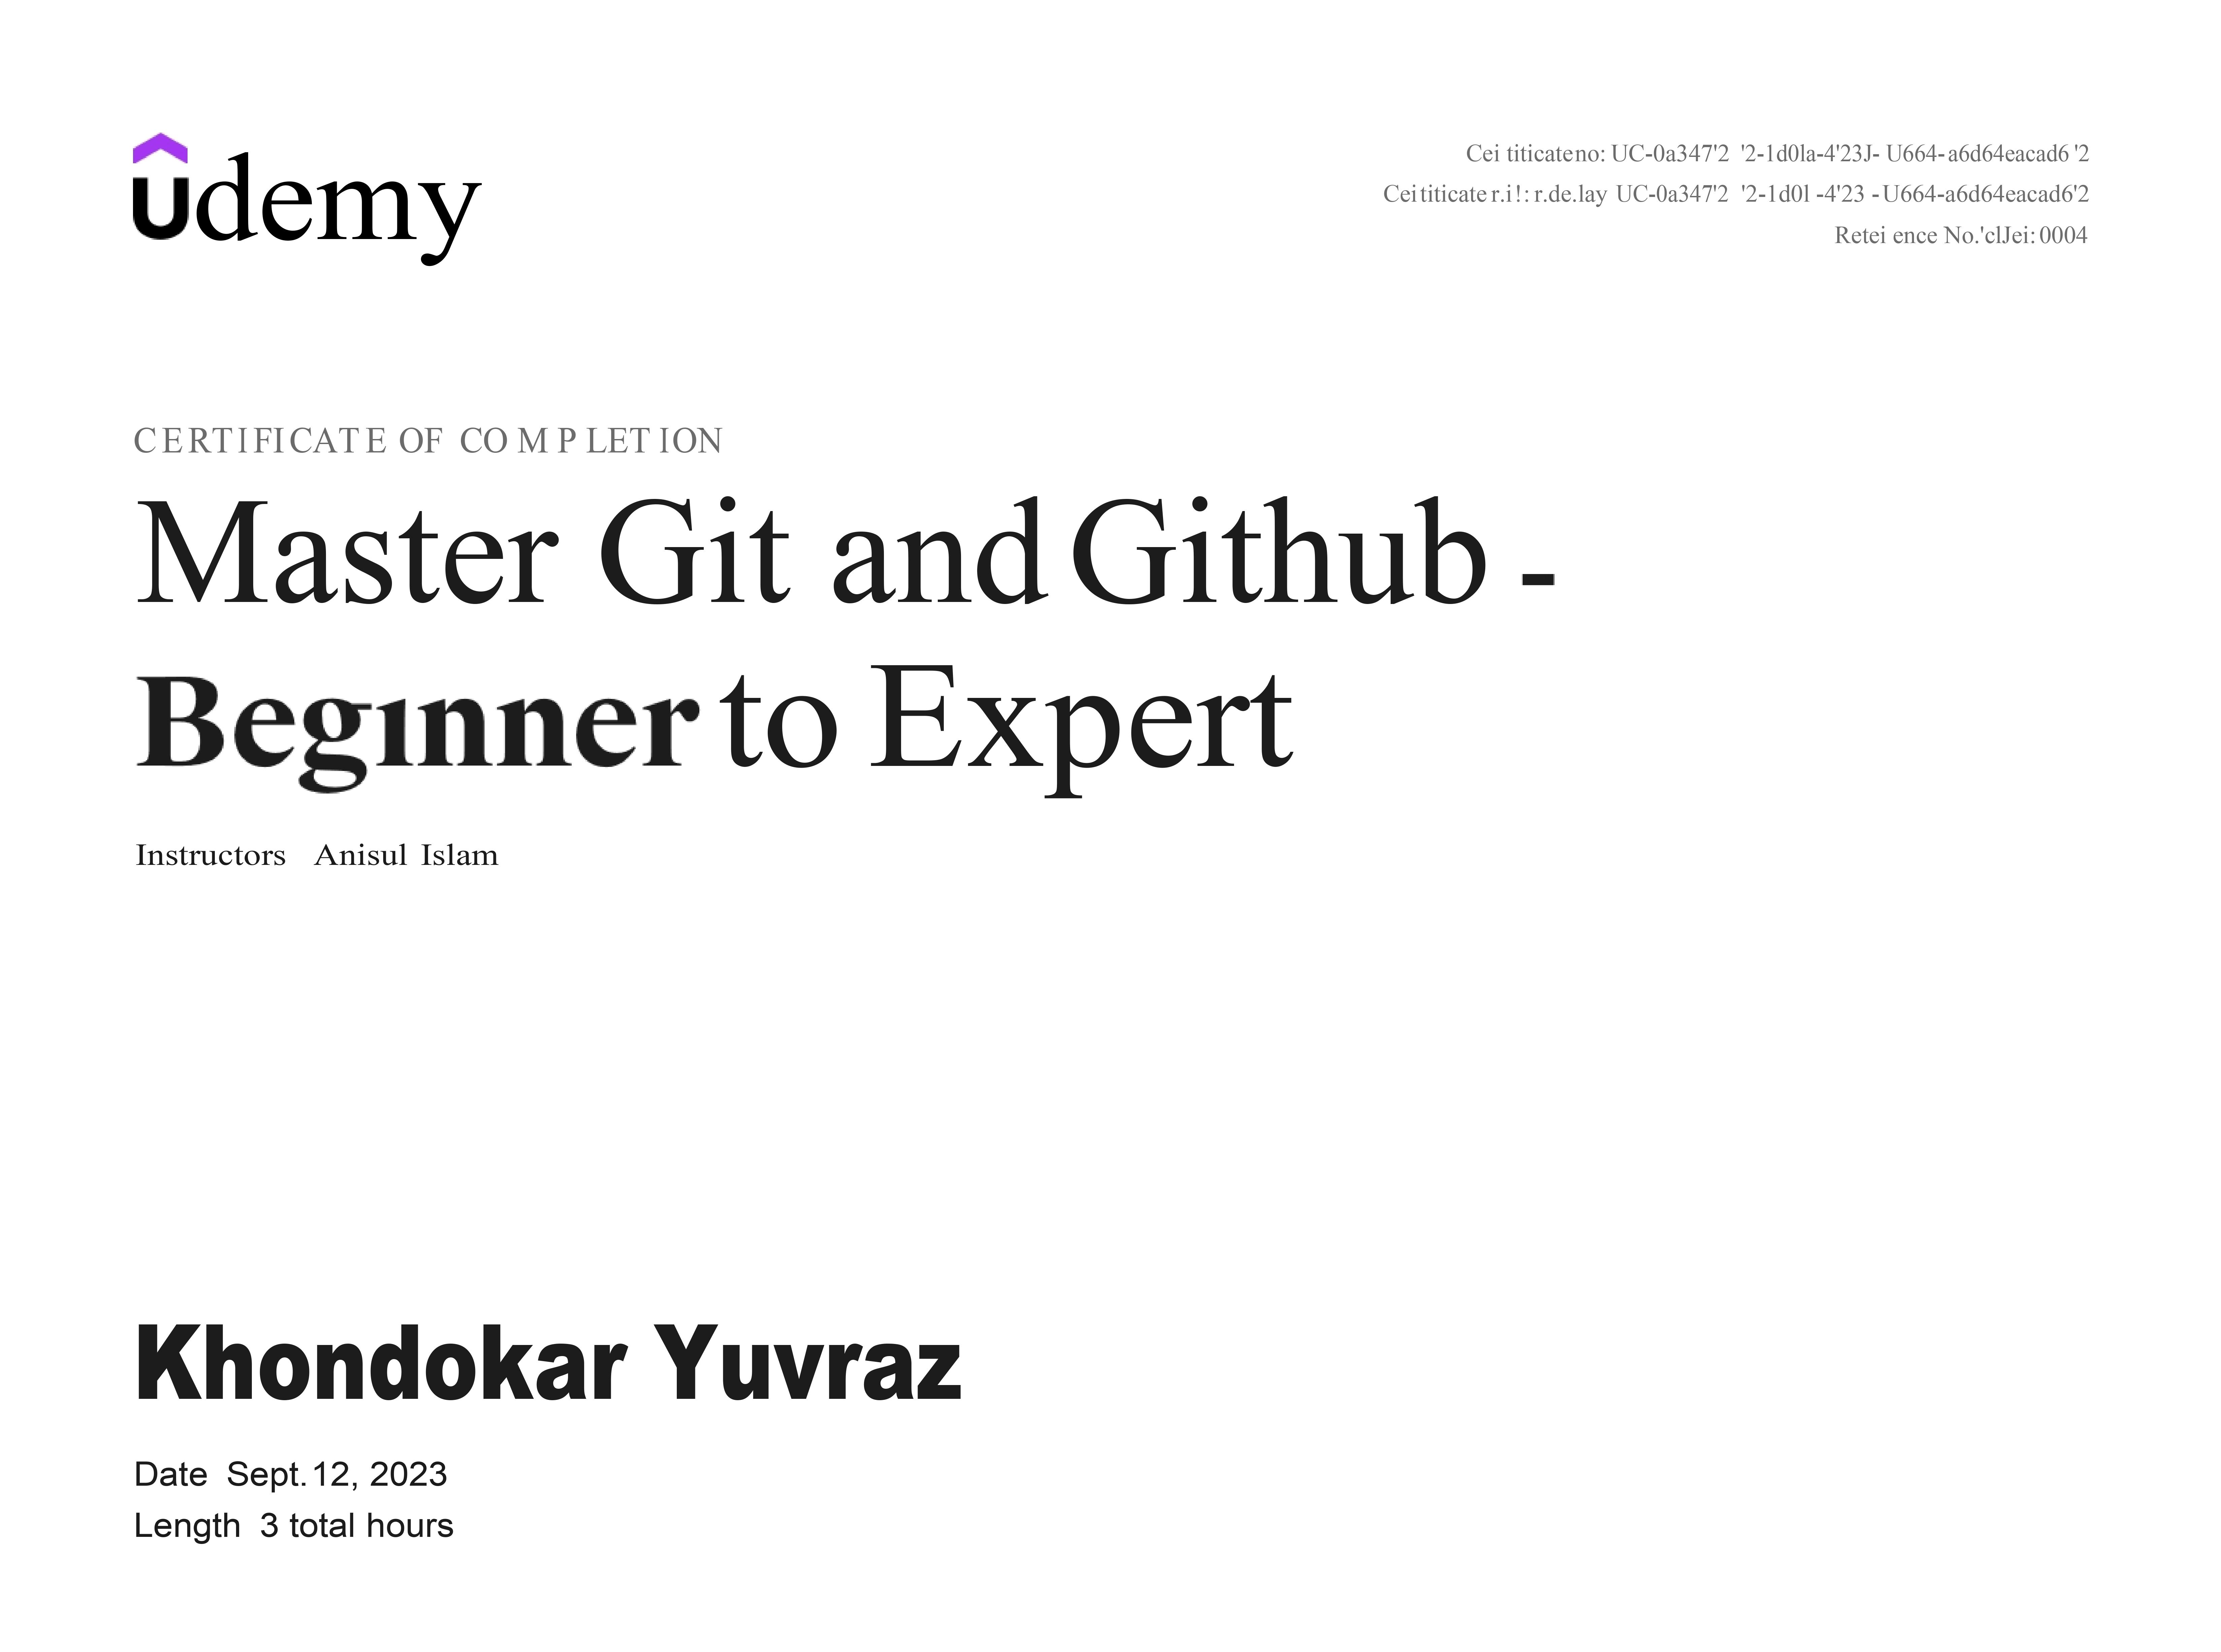 udemy
Cei titicateno: UC-0a347'2 '2-1d0la-4'23J- U664-a6d64eacad6 '2
Ceititicate r.i!: r.de.lay UC-0a347'2 '2-1d0l -4'23 -U664-a6d64eacad6'2
Retei ence No.'clJei: 0004
CERTIFICATE OF COMPLETION
Master Git and Github -
Beginner to Expert
Instructors Anisul Islam
Khondokar Yuvraz
Date Sept. 12, 2023
Length 3 total hours